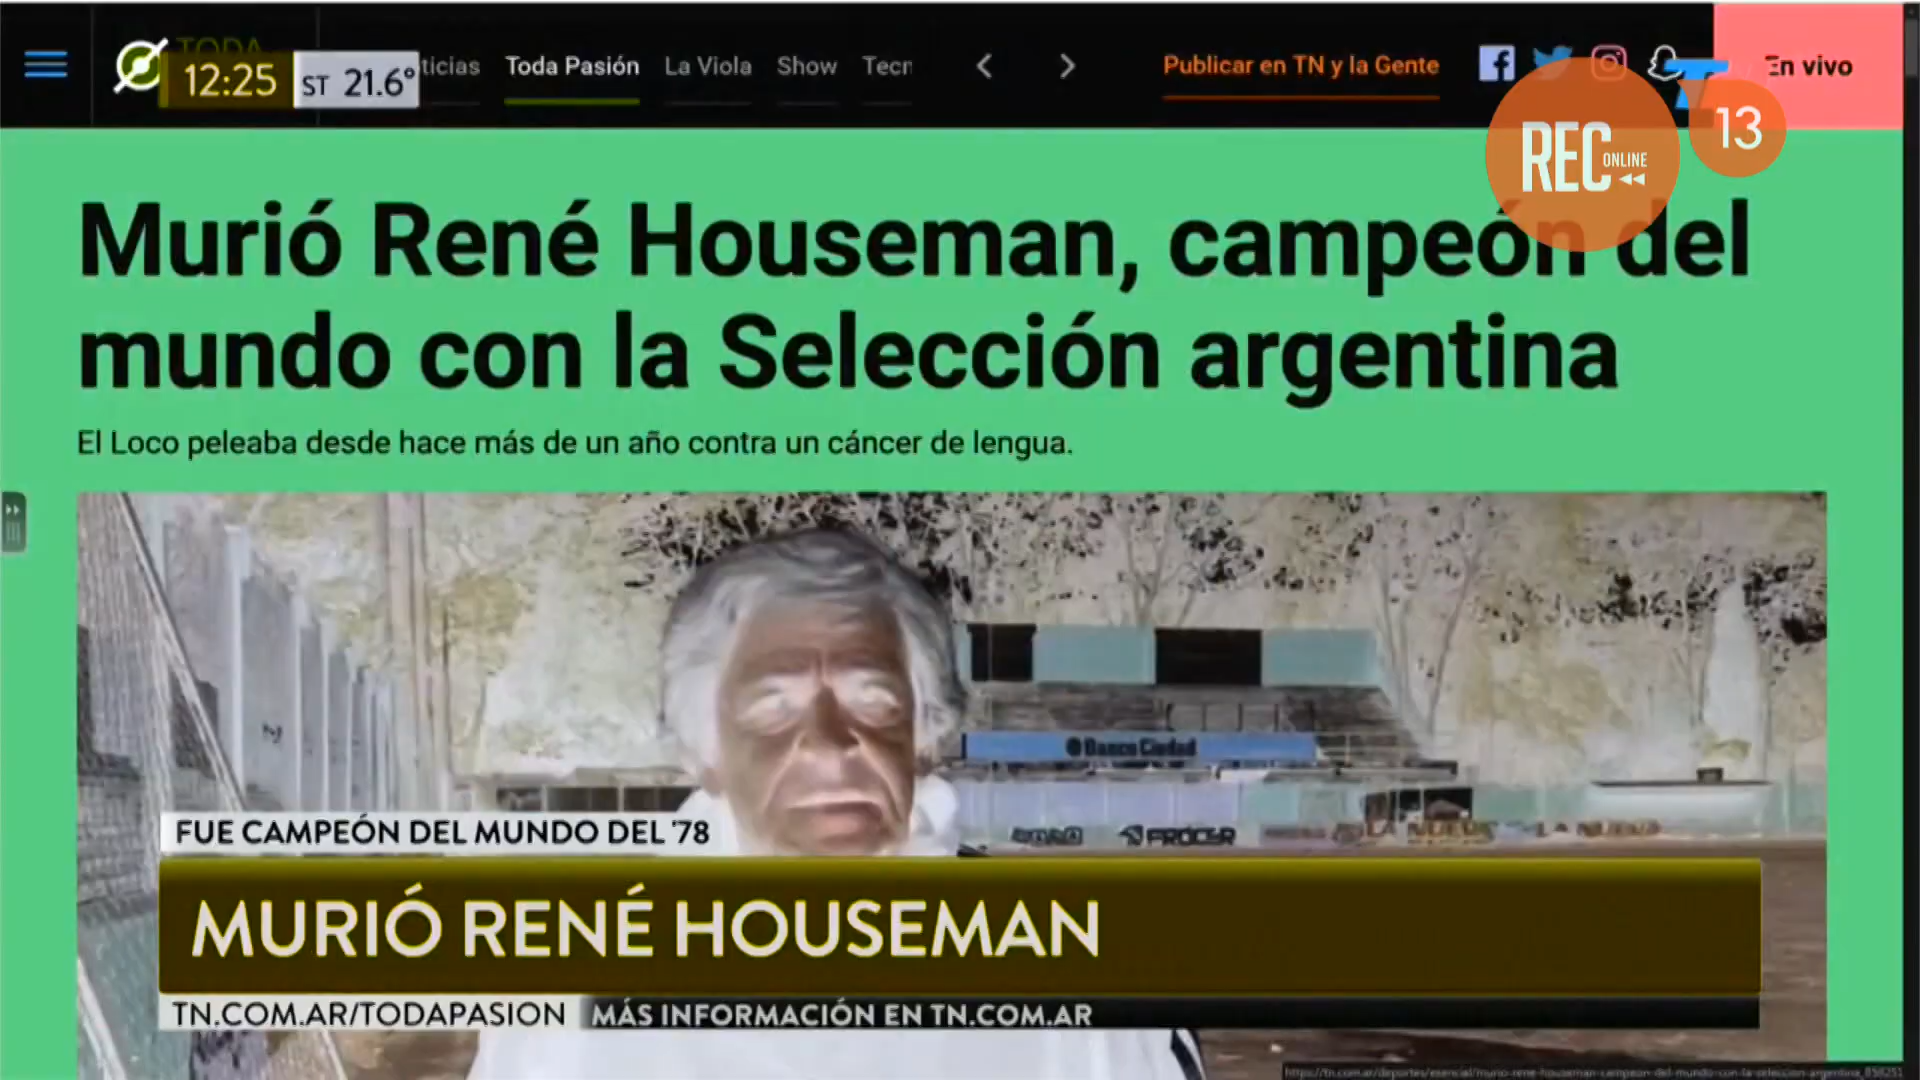 TODA
12:25
ST 21.6°
ticias Toda Pasión La Viola Show Tecn
Publicar en TN y la Gente
En vivo
REC ONLINE
13
Murió René Houseman, campeón del
mundo con la Selección argentina
El Loco peleaba desde hace más de un año contra un cáncer de lengua.
Banco Ciudad
PRÓCER
FUE CAMPEÓN DEL MUNDO DEL '78
MURIÓ RENÉ HOUSEMAN
TN.COM.AR/TODAPASION MÁS INFORMACIÓN EN TN.COM.AR